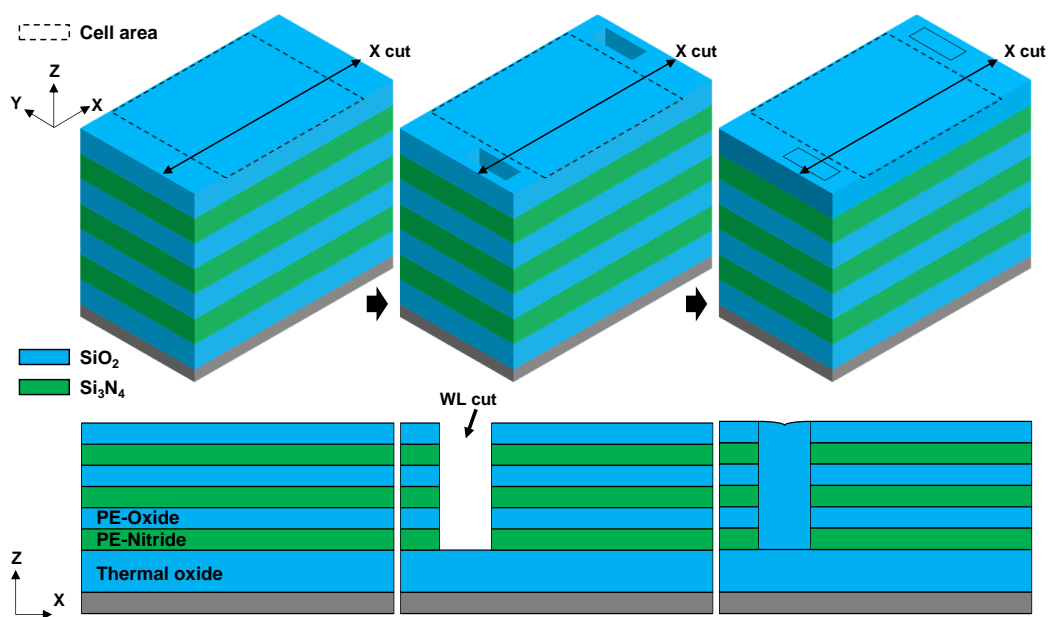 Cell area
X cut
X cut
X cut
Z
Y
X
SiO₂
Si₃N₄
WL cut
PE-Oxide
PE-Nitride
Thermal oxide
Z
X